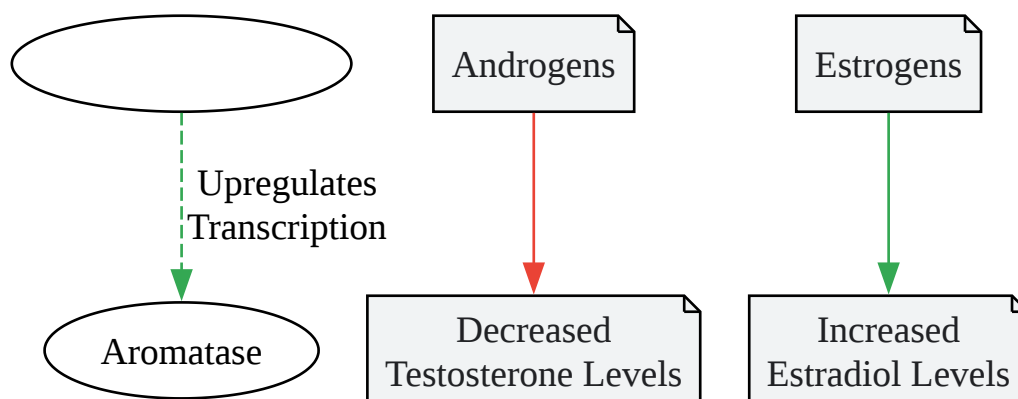 Androgens
Estrogens
Upregulates
Transcription
Aromatase
Decreased
Testosterone Levels
Increased
Estradiol Levels